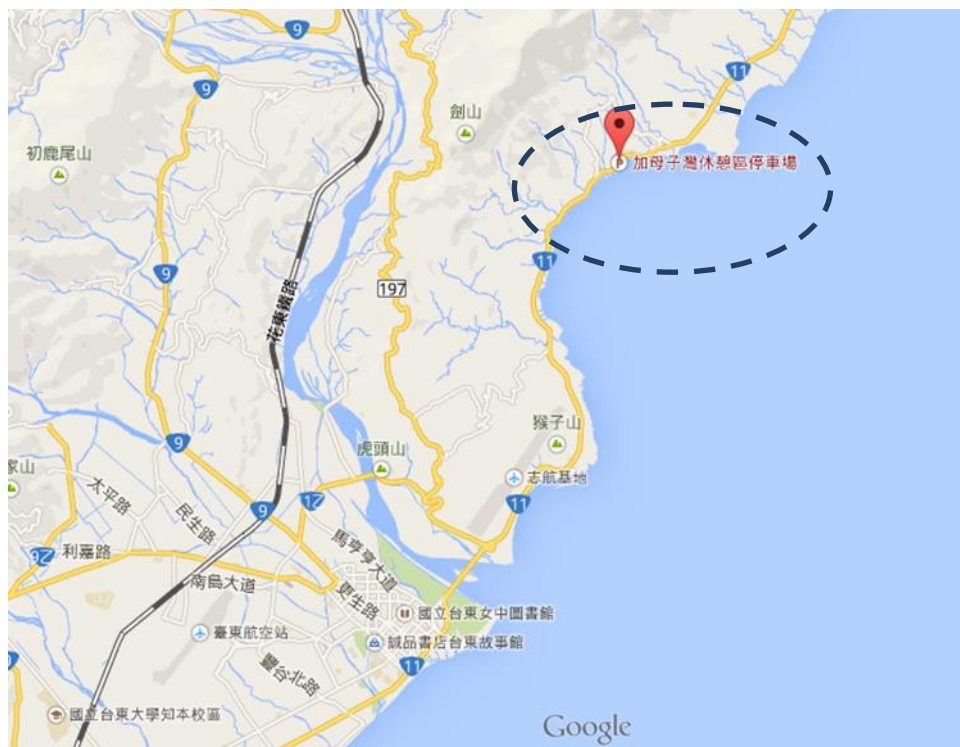 9
11
9
劍山
初鹿尾山
P 加母子灣休憩區停車場
11
9
197
花東鐵路
猴子山
9
虎頭山
家山
志航基地
太平路
11
9
11
民生路
馬亨亨大道
利嘉路
南島大道
更生路
國立台東女中圖書館
臺東航空站
誠品書店台東故事館
11
豐谷北路
9
國立台東大學知本校區
Google